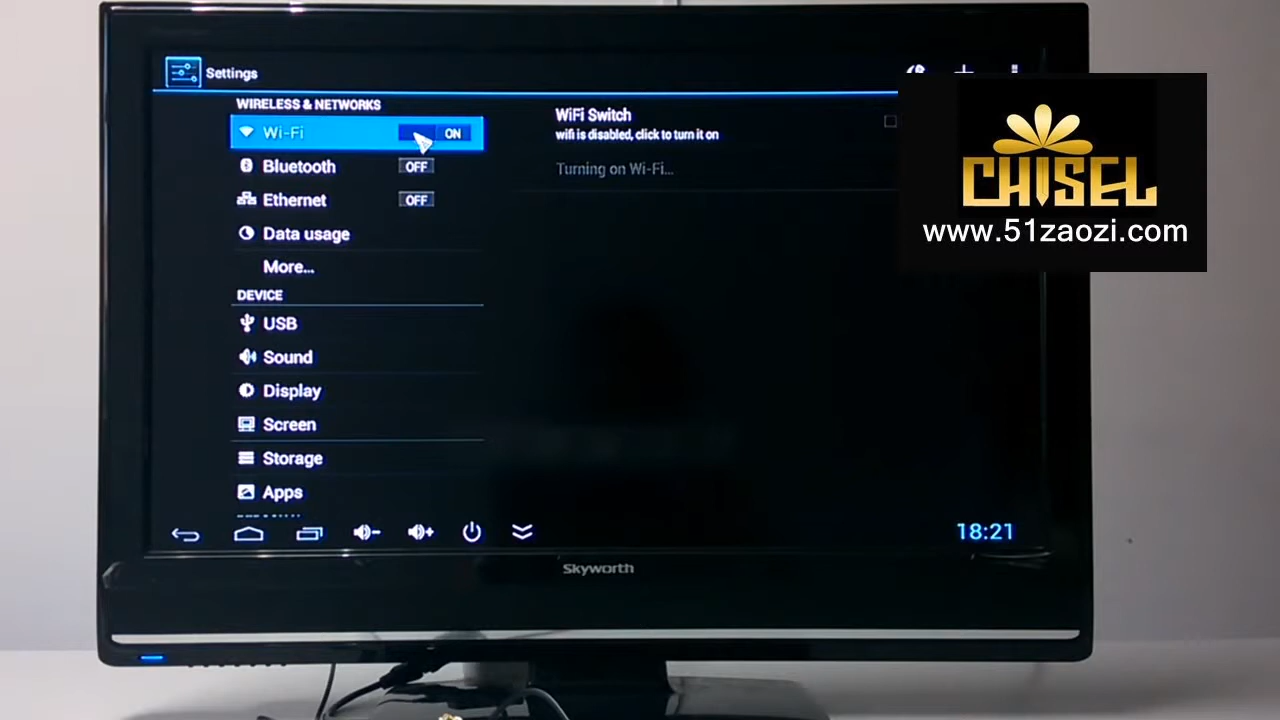 Settings
WIRELESS & NETWORKS
Wi-Fi
ON
Bluetooth
OFF
Ethernet
OFF
Data usage
More...
DEVICE
USB
Sound
Display
Screen
Storage
Apps
WiFi Switch
wifi is disabled, click to turn it on
Turning on Wi-Fi...
CHISEL
www.51zaozi.com
18:21
Skyworth